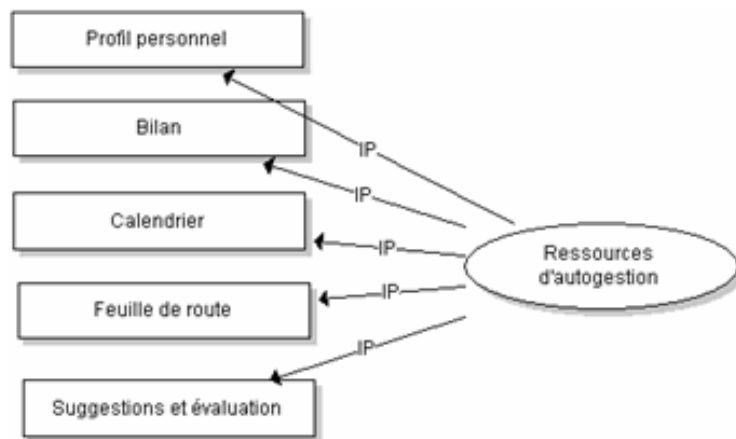 Profil personnel
Bilan
IP
IP
Calendrier
IP
Ressources
d'autogestion
Feuille de route
IP
IP
Suggestions et évaluation